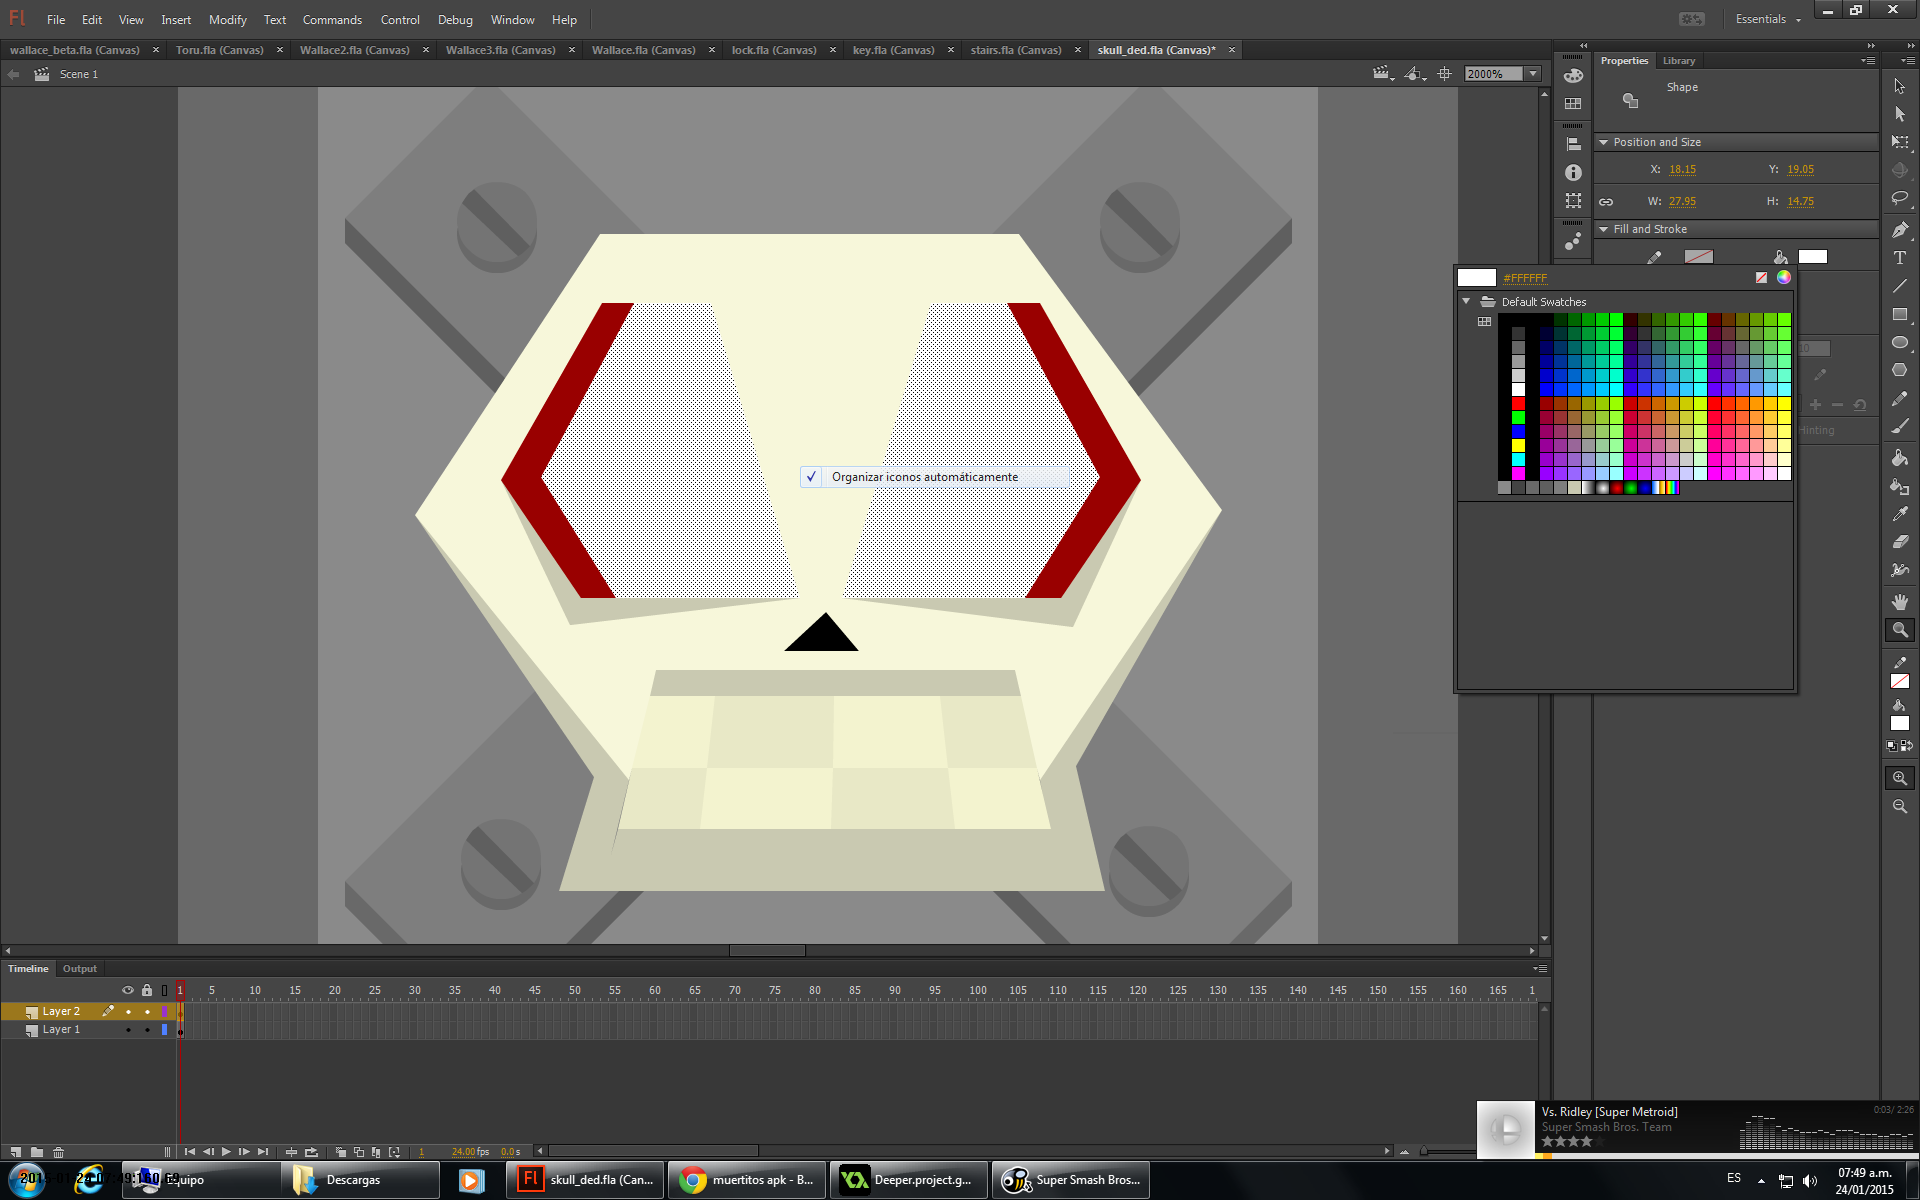 Fl File Edit View Insert Modify Text Commands Control Debug Window Help Essentials
wallace_beta.fla (Canvas) × Toru.fla (Canvas) × Wallace2.fla (Canvas) × Wallace3.fla (Canvas) × Wallace.fla (Canvas) × lock.fla (Canvas) × key.fla (Canvas) × stairs.fla (Canvas) × skull_ded.fla (Canvas)* ×
Scene 1
2000%
Properties Library
Shape
Position and Size
X: 18.15 Y: 19.05
W: 27.95 H: 14.75
Fill and Stroke
#FFFFFF
Default Swatches
10
Hinting
Organizar iconos automáticamente
Timeline Output
1 5 10 15 20 25 30 35 40 45 50 55 60 65 70 75 80 85 90 95 100 105 110 115 120 125 130 135 140 145 150 155 160 165 1
Layer 2
Layer 1
1 24.00 fps 0.0 s
Vs. Ridley [Super Metroid] 0:03/ 2:26
Super Smash Bros. Team
Descargas
Fl skull_ded.fla (Can...
muertitos apk - B...
Deeper.project.g...
Super Smash Bros...
ES
07:49 a.m.
24/01/2015